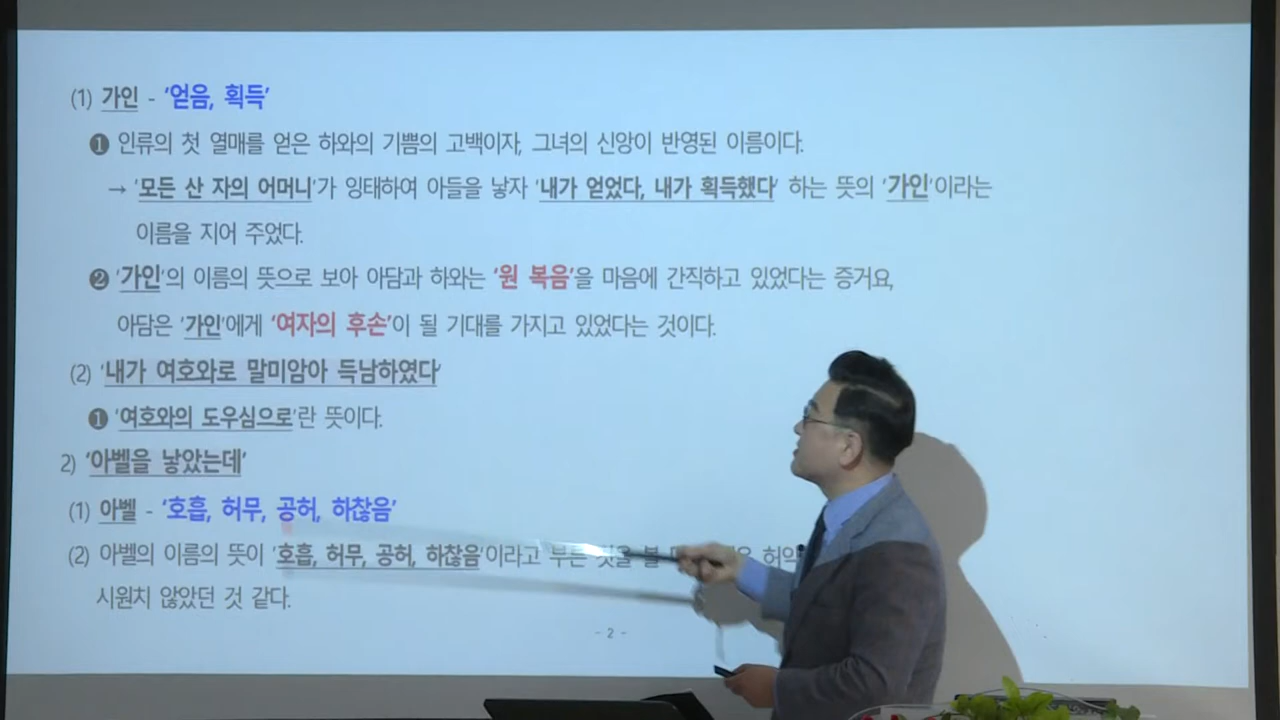 (1) 가인 - '얻음, 획득'
❶ 인류의 첫 열매를 얻은 하와의 기쁨의 고백이자, 그녀의 신앙이 반영된 이름이다.
→ '모든 산 자의 어머니'가 잉태하여 아들을 낳자 '내가 얻었다, 내가 획득했다' 하는 뜻의 '가인'이라는
이름을 지어 주었다.
❷ '가인'의 이름의 뜻으로 보아 아담과 하와는 '원 복음'을 마음에 간직하고 있었다는 증거요,
아담은 '가인'에게 '여자의 후손'이 될 기대를 가지고 있었다는 것이다.
(2) '내가 여호와로 말미암아 득남하였다'
❶ '여호와의 도우심으로'란 뜻이다.
2) '아벨을 낳았는데'
(1) 아벨 - '호흡, 허무, 공허, 하찮음'
(2) 아벨의 이름의 뜻이 '호흡, 허무, 공허, 하찮음'이라고 부른 것을 볼
시원치 않았던 것 같다.
- 2 -